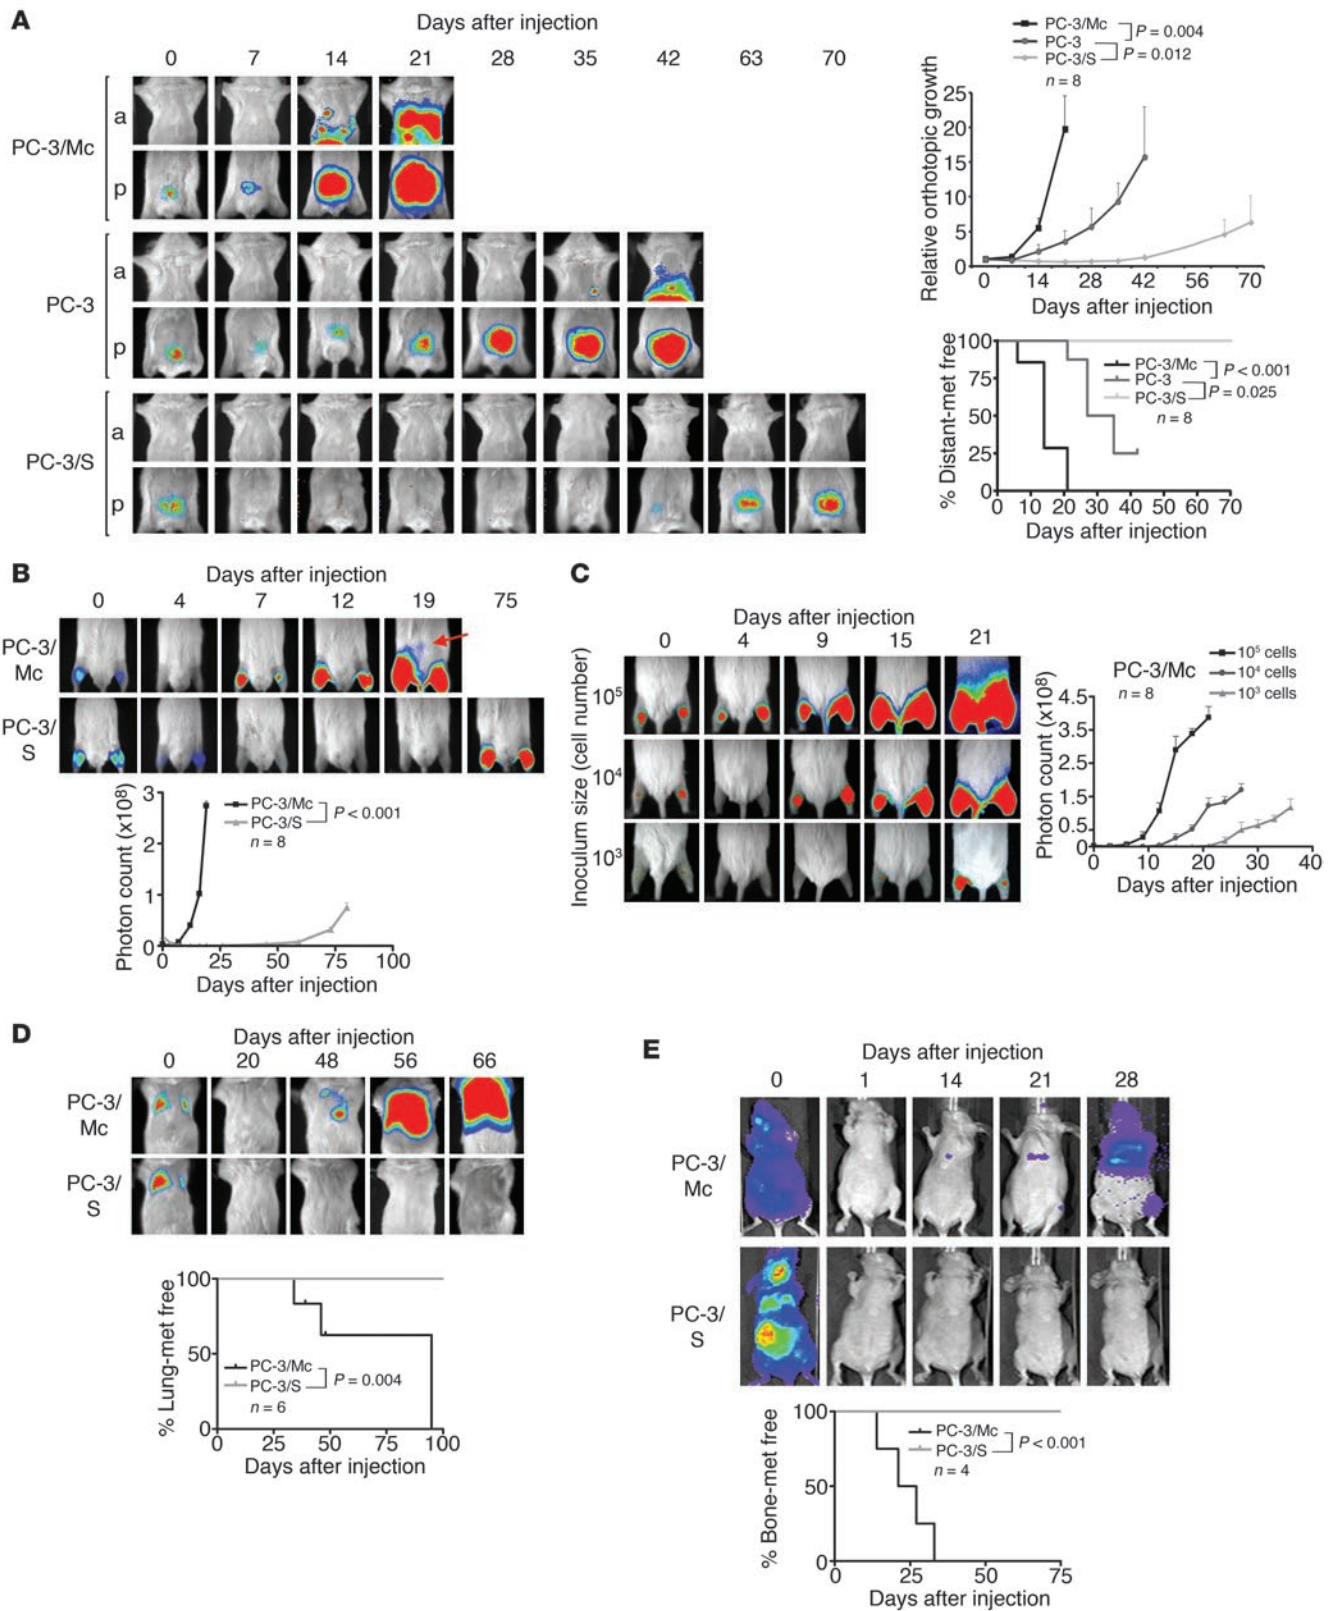 A
Days after injection
0 7 14 21 28 35 42 63 70
PC-3/Mc
a
p
PC-3
a
p
PC-3/S
a
p
PC-3/Mc
PC-3
PC-3/S
P = 0.004
P = 0.012
n = 8
Relative orthotopic growth
25
20
15
10
5
0
0 14 28 42 56 70
Days after injection
% Distant-met free
100
75
50
25
0
PC-3/Mc
PC-3
PC-3/S
P < 0.001
P = 0.025
n = 8
0 10 20 30 40 50 60 70
Days after injection
B
Days after injection
0 4 7 12 19 75
PC-3/
Mc
PC-3/
S
Photon count (x10⁸)
3
2
1
0
PC-3/Mc
PC-3/S
P < 0.001
n = 8
0 25 50 75 100
Days after injection
C
Days after injection
0 4 9 15 21
Inoculum size (cell number)
10⁵
10⁴
10³
PC-3/Mc
n = 8
10⁵ cells
10⁴ cells
10³ cells
Photon count (x10⁸)
4.5
3.5
2.5
1.5
0.5
0
0 10 20 30 40
Days after injection
D
Days after injection
0 20 48 56 66
PC-3/
Mc
PC-3/
S
% Lung-met free
100
50
0
PC-3/Mc
PC-3/S
P = 0.004
n = 6
0 25 50 75 100
Days after injection
E
Days after injection
0 1 14 21 28
PC-3/
Mc
PC-3/
S
% Bone-met free
100
50
0
PC-3/Mc
PC-3/S
P < 0.001
n = 4
0 25 50 75
Days after injection